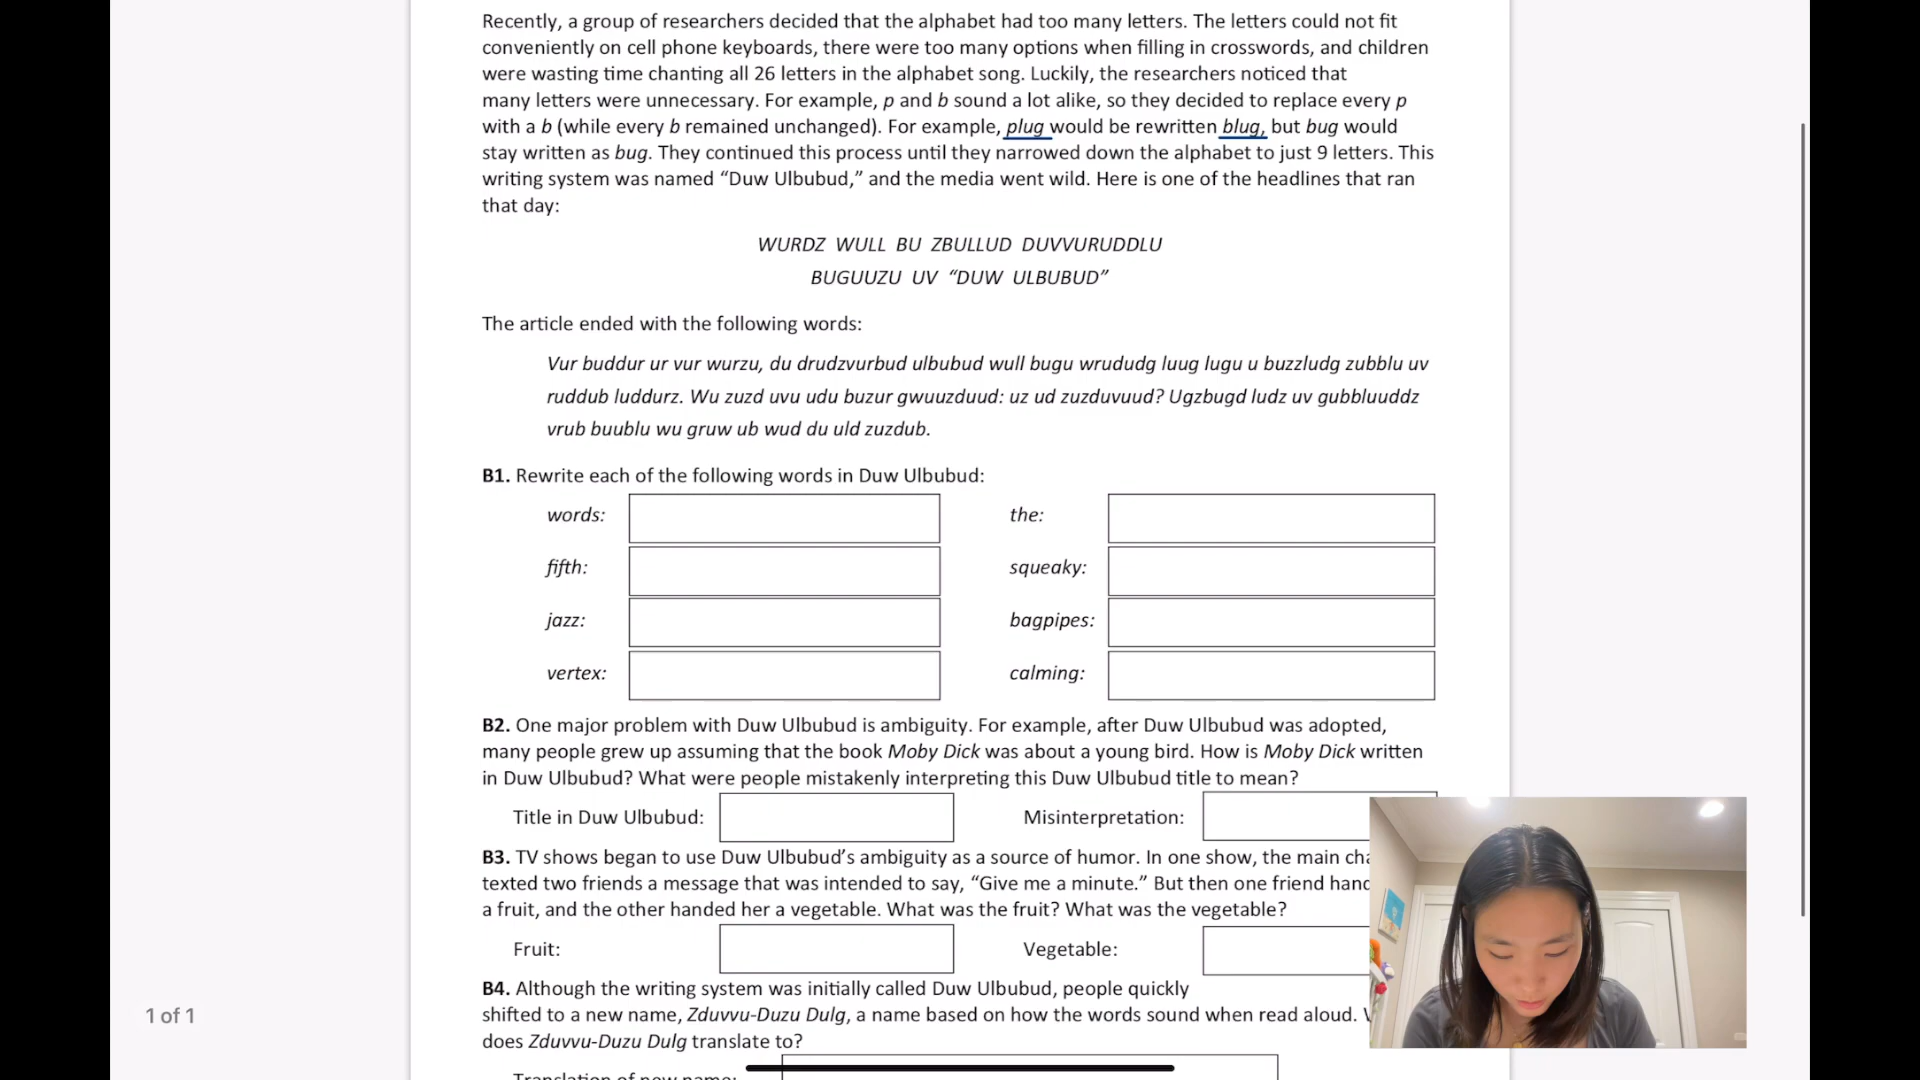 Recently, a group of researchers decided that the alphabet had too many letters. The letters could not fit
conveniently on cell phone keyboards, there were too many options when filling in crosswords, and children
were wasting time chanting all 26 letters in the alphabet song. Luckily, the researchers noticed that
many letters were unnecessary. For example, p and b sound a lot alike, so they decided to replace every p
with a b (while every b remained unchanged). For example, plug would be rewritten blug, but bug would
stay written as bug. They continued this process until they narrowed down the alphabet to just 9 letters. This
writing system was named “Duw Ulbubud,” and the media went wild. Here is one of the headlines that ran
that day:
WURDZ WULL BU ZBULLUD DUVVURUDDLU
BUGUUZU UV “DUW ULBUBUD”
The article ended with the following words:
Vur buddur ur vur wurzu, du drudzvurbud ulbubud wull bugu wrududg luug lugu u buzzludg zubblu uv
ruddub luddurz. Wu zuzd uvu udu buzur gwuuzduud: uz ud zuzduvuud? Ugzbugd ludz uv gubbluuddz
vrub buublu wu gruw ub wud du uld zuzdub.
B1. Rewrite each of the following words in Duw Ulbubud:
words: the:
fifth: squeaky:
jazz: bagpipes:
vertex: calming:
B2. One major problem with Duw Ulbubud is ambiguity. For example, after Duw Ulbubud was adopted,
many people grew up assuming that the book Moby Dick was about a young bird. How is Moby Dick written
in Duw Ulbubud? What were people mistakenly interpreting this Duw Ulbubud title to mean?
Title in Duw Ulbubud: Misinterpretation:
B3. TV shows began to use Duw Ulbubud’s ambiguity as a source of humor. In one show, the main cha
texted two friends a message that was intended to say, “Give me a minute.” But then one friend hand
a fruit, and the other handed her a vegetable. What was the fruit? What was the vegetable?
Fruit: Vegetable:
B4. Although the writing system was initially called Duw Ulbubud, people quickly
shifted to a new name, Zduvvu-Duzu Dulg, a name based on how the words sound when read aloud.
does Zduvvu-Duzu Dulg translate to?
1 of 1